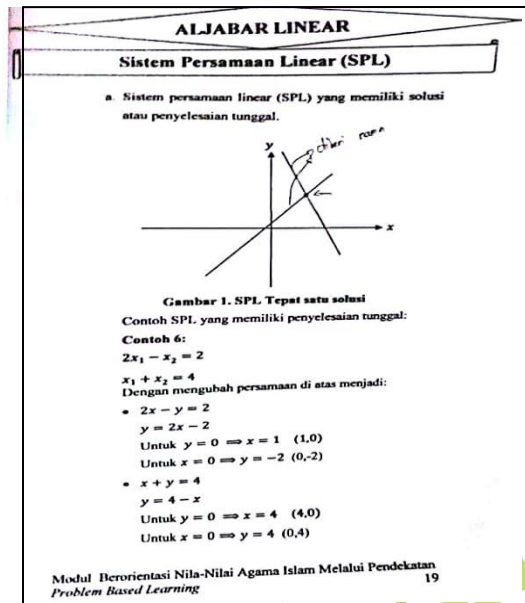 ALJABAR LINEAR
Sistem Persamaan Linear (SPL)
a. Sistem persamaan linear (SPL) yang memiliki solusi
atau penyelesaian tunggal.
diberi nama
y
x
Gambar 1. SPL Tepat satu solusi
Contoh SPL yang memiliki penyelesaian tunggal:
Contoh 6:
2x₁ − x₂ = 2
x₁ + x₂ = 4
Dengan mengubah persamaan di atas menjadi:
• 2x − y = 2
y = 2x − 2
Untuk y = 0 ⟹ x = 1 (1,0)
Untuk x = 0 ⟹ y = −2 (0,-2)
• x + y = 4
y = 4 − x
Untuk y = 0 ⟹ x = 4 (4,0)
Untuk x = 0 ⟹ y = 4 (0,4)
Modul Berorientasi Nila-Nilai Agama Islam Melalui Pendekatan
Problem Based Learning
19